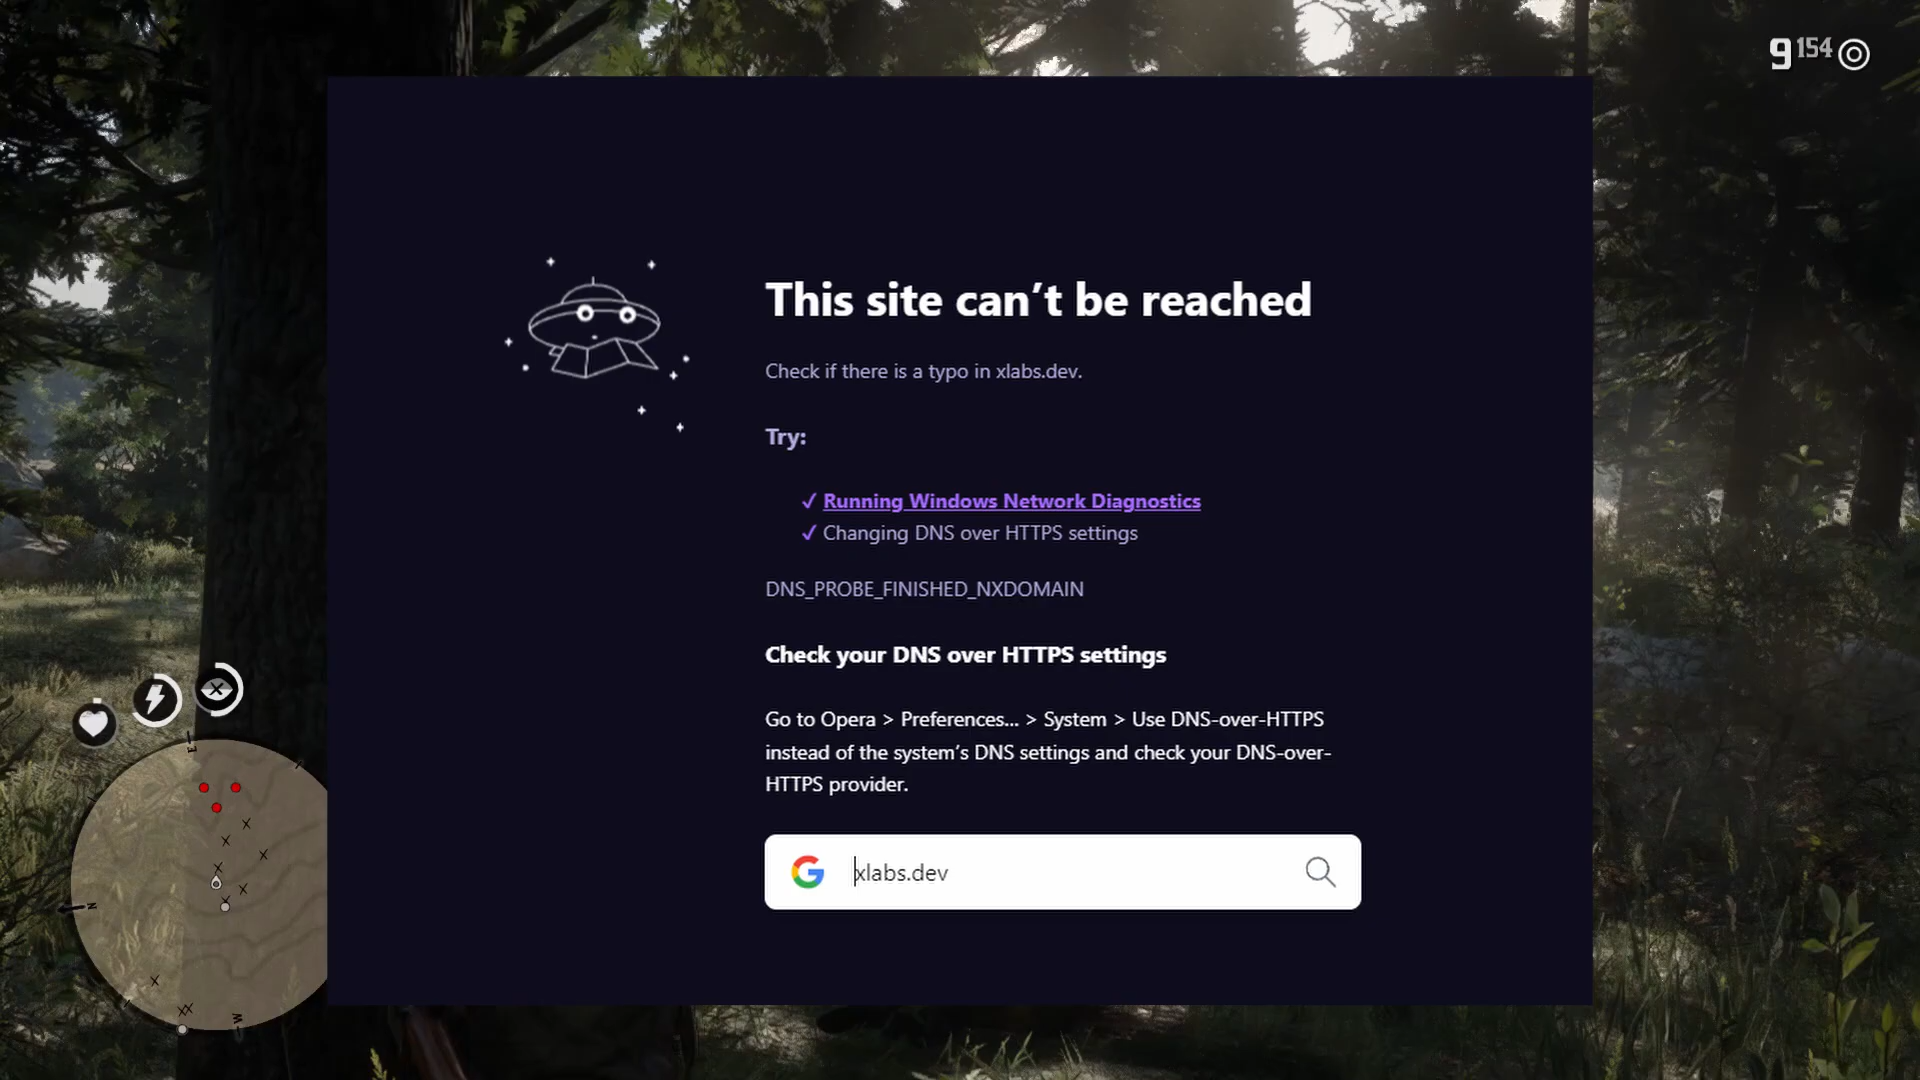 9 154
This site can’t be reached
Check if there is a typo in xlabs.dev.
Try:
✓ Running Windows Network Diagnostics
✓ Changing DNS over HTTPS settings
DNS_PROBE_FINISHED_NXDOMAIN
Check your DNS over HTTPS settings
Go to Opera > Preferences… > System > Use DNS-over-HTTPS
instead of the system’s DNS settings and check your DNS-over-
HTTPS provider.
E
N
xlabs.dev
W